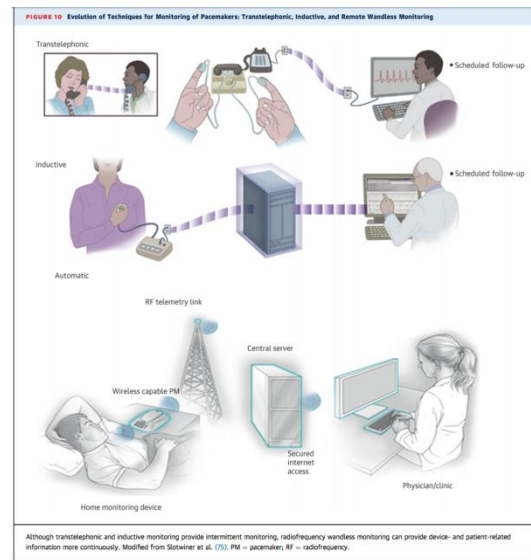 FIGURE 10 Evolution of Techniques for Monitoring of Pacemakers: Transtelephonic, Inductive, and Remote Wandless Monitoring
Transtelephonic
• Scheduled follow-up
Inductive
• Scheduled follow-up
Automatic
RF telemetry link
Central server
Wireless capable PM
Secured
internet
access
Physician/clinic
Home monitoring device
Although transtelephonic and inductive monitoring provide intermittent monitoring, radiofrequency wandless monitoring can provide device- and patient-related
information more continuously. Modified from Slotwiner et al. (75). PM = pacemaker; RF = radiofrequency.